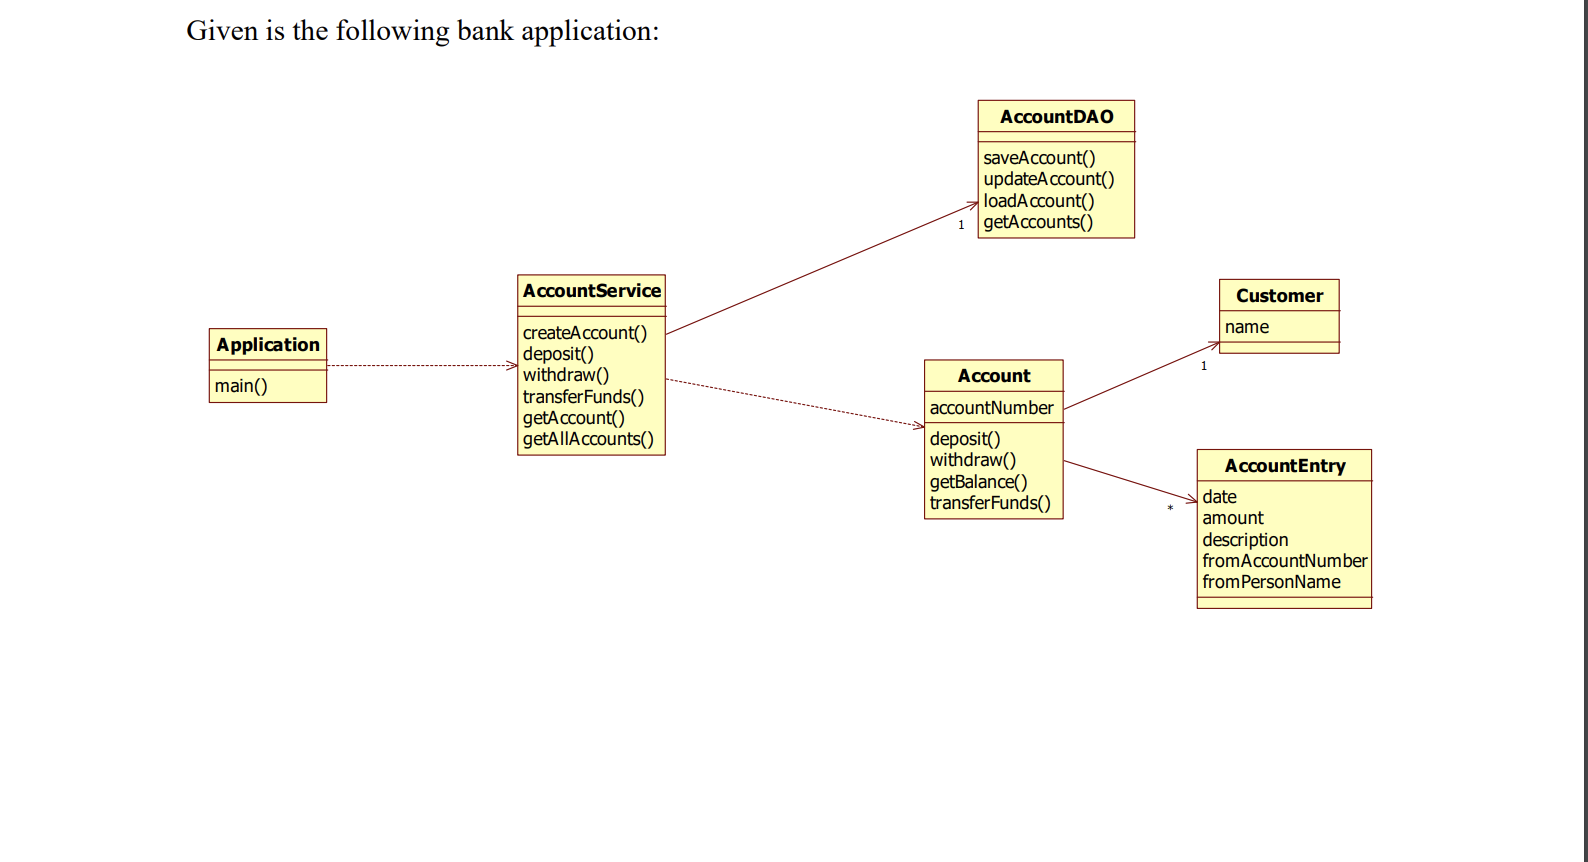 Given is the following bank application:
AccountDAO
saveAccount()
updateAccount()
loadAccount()
getAccounts()
1
AccountService
createAccount()
deposit()
withdraw()
transferFunds()
getAccount()
getAllAccounts()
Application
main()
Customer
name
1
Account
accountNumber
deposit()
withdraw()
getBalance()
transferFunds()
AccountEntry
date
amount
description
fromAccountNumber
fromPersonName
*